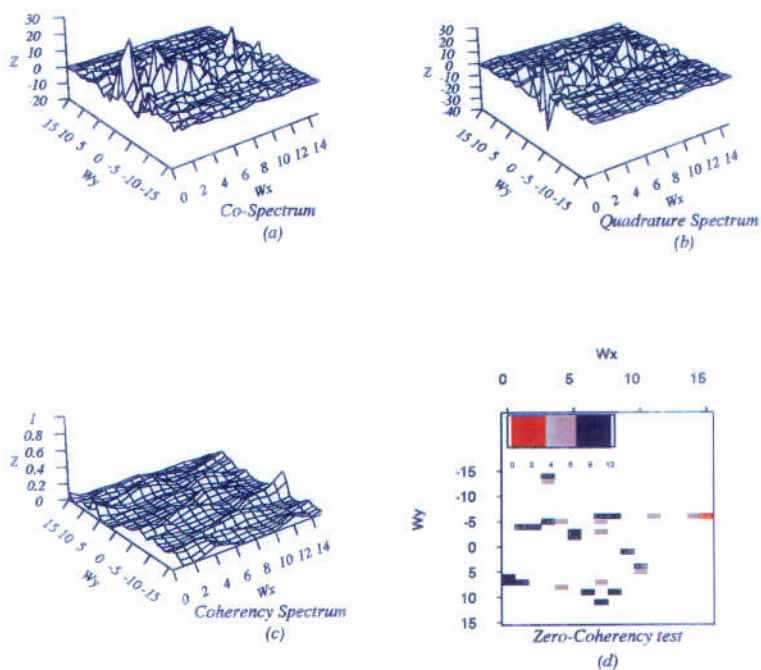 30
20
10
Z 0
-10
-20
15 10 5 0 -5 -10 -15
Wy
0 2 4 6 8 10 12 14
Wx
Co-Spectrum
(a)
30
20
10
Z 0
-10
-20
-30
-40
15 10 5 0 -5 -10 -15
Wy
0 2 4 6 8 10 12 14
Wx
Quadrature Spectrum
(b)
1
0.8
0.6
Z 0.4
0.2
0
15 10 5 0 -5 -10 -15
Wy
0 2 4 6 8 10 12 14
Wx
Coherency Spectrum
(c)
Wx
0 5 10 15
0 2 4 6 8 10
-15
-10
-5
Wy
0
5
10
15
Zero-Coherency test
(d)